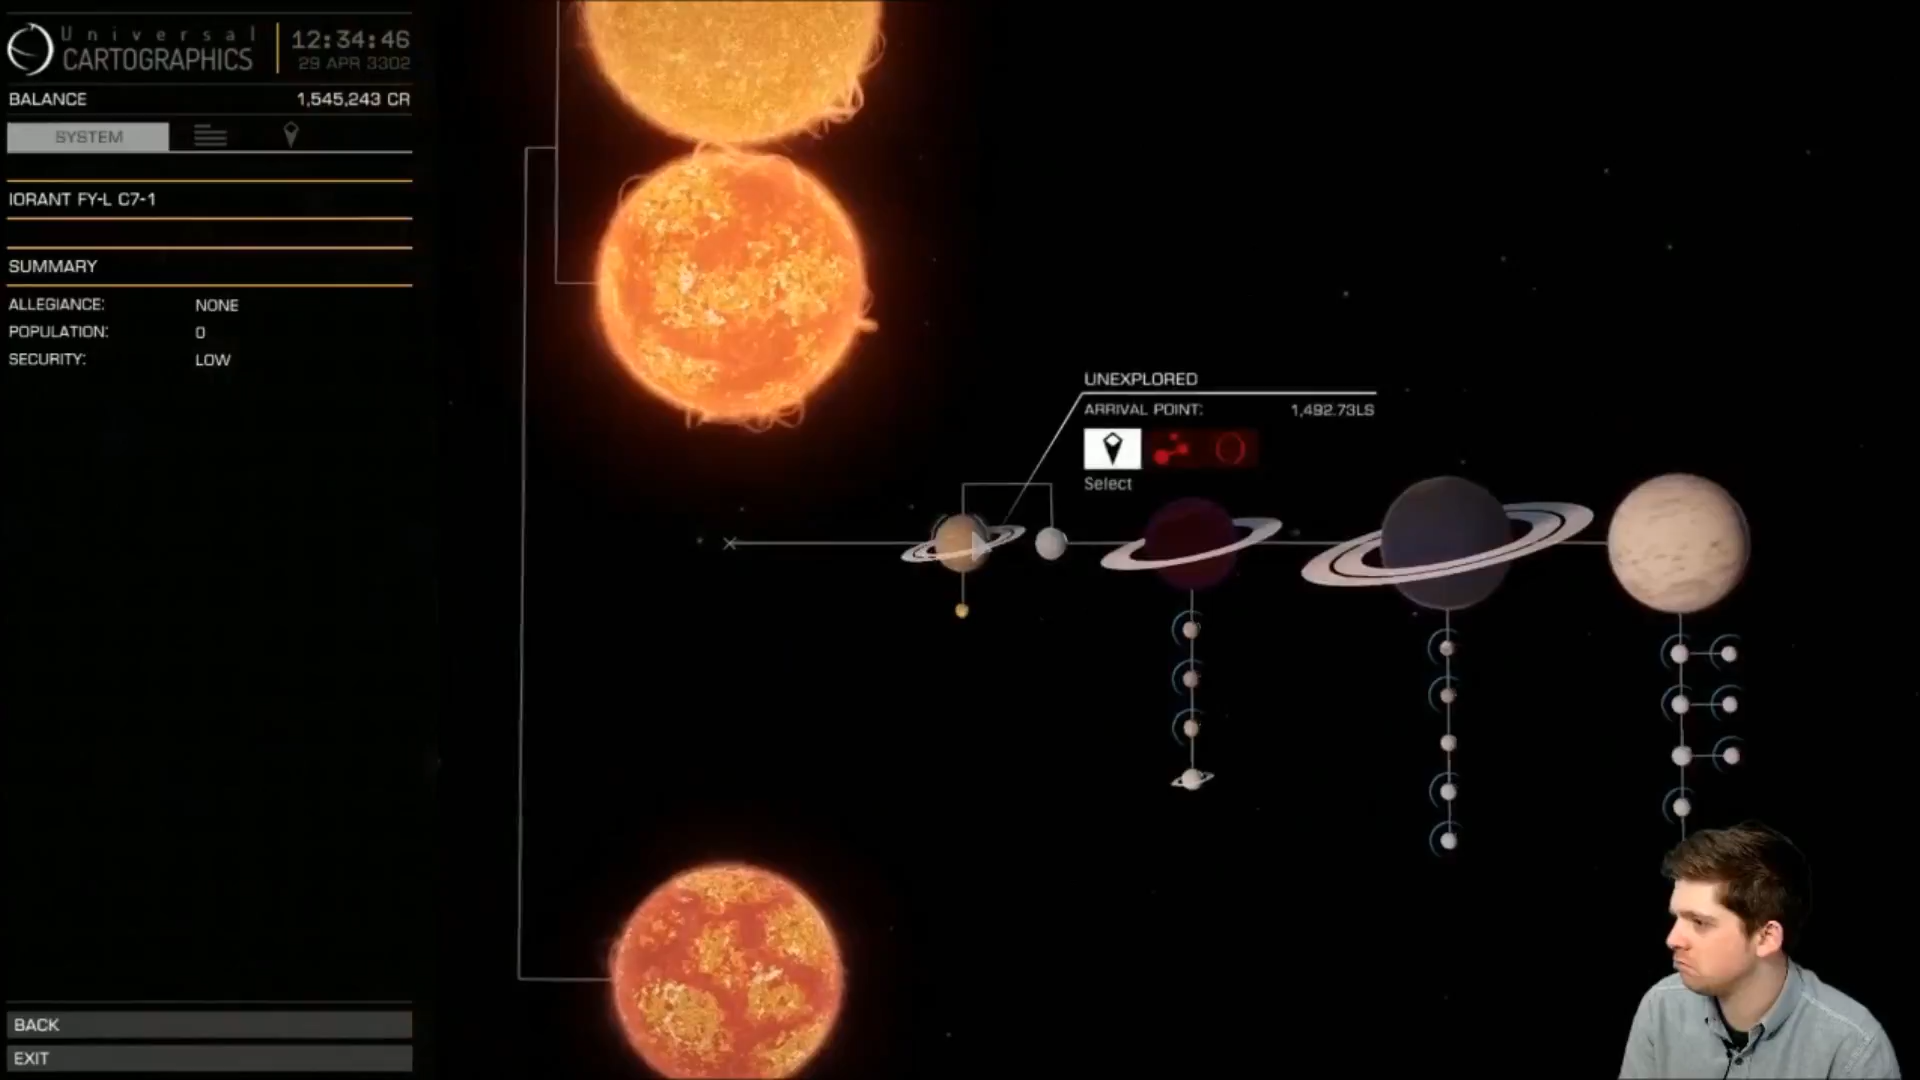 Universal
CARTOGRAPHICS
12:34:46
29 APR 3302
BALANCE 1,545,243 CR
SYSTEM
IORANT FY-L C7-1
SUMMARY
ALLEGIANCE: NONE
POPULATION: 0
SECURITY: LOW
UNEXPLORED
ARRIVAL POINT: 1,492.73LS
Select
BACK
EXIT